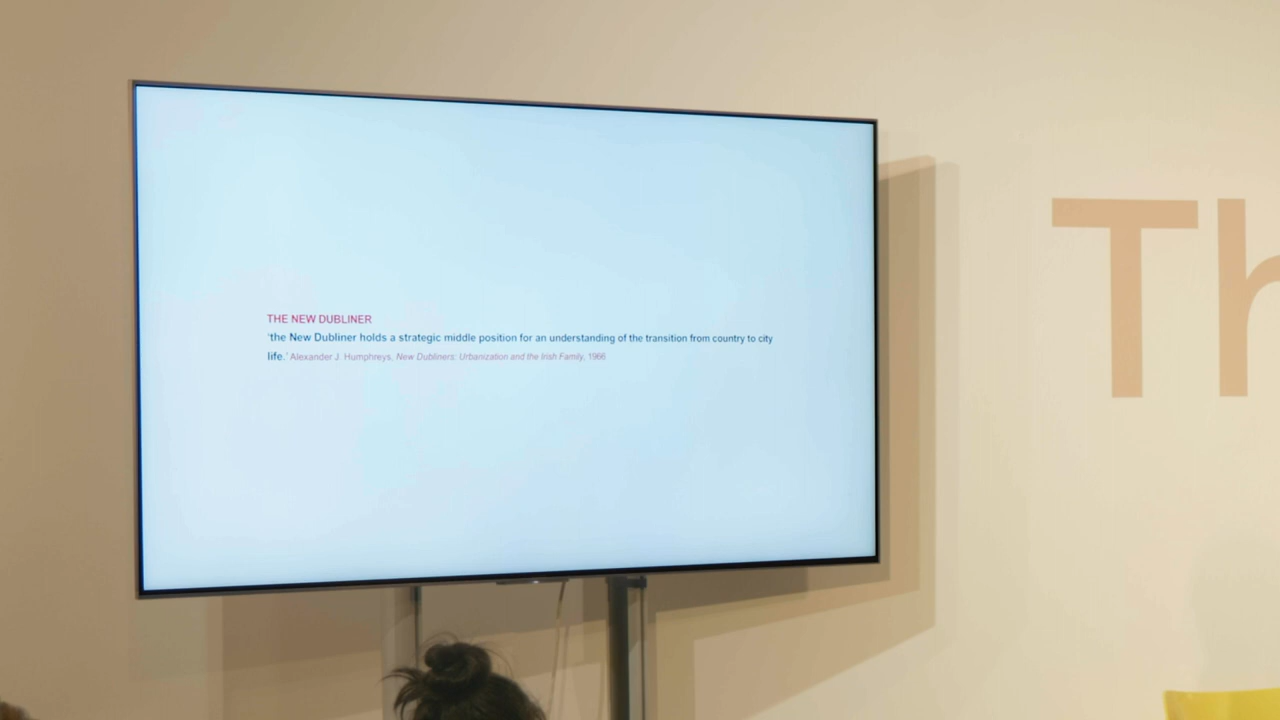 THE NEW DUBLINER
'the New Dubliner holds a strategic middle position for an understanding of the transition from country to city
life.' Alexander J. Humphreys, New Dubliners: Urbanization and the Irish Family, 1966
Th